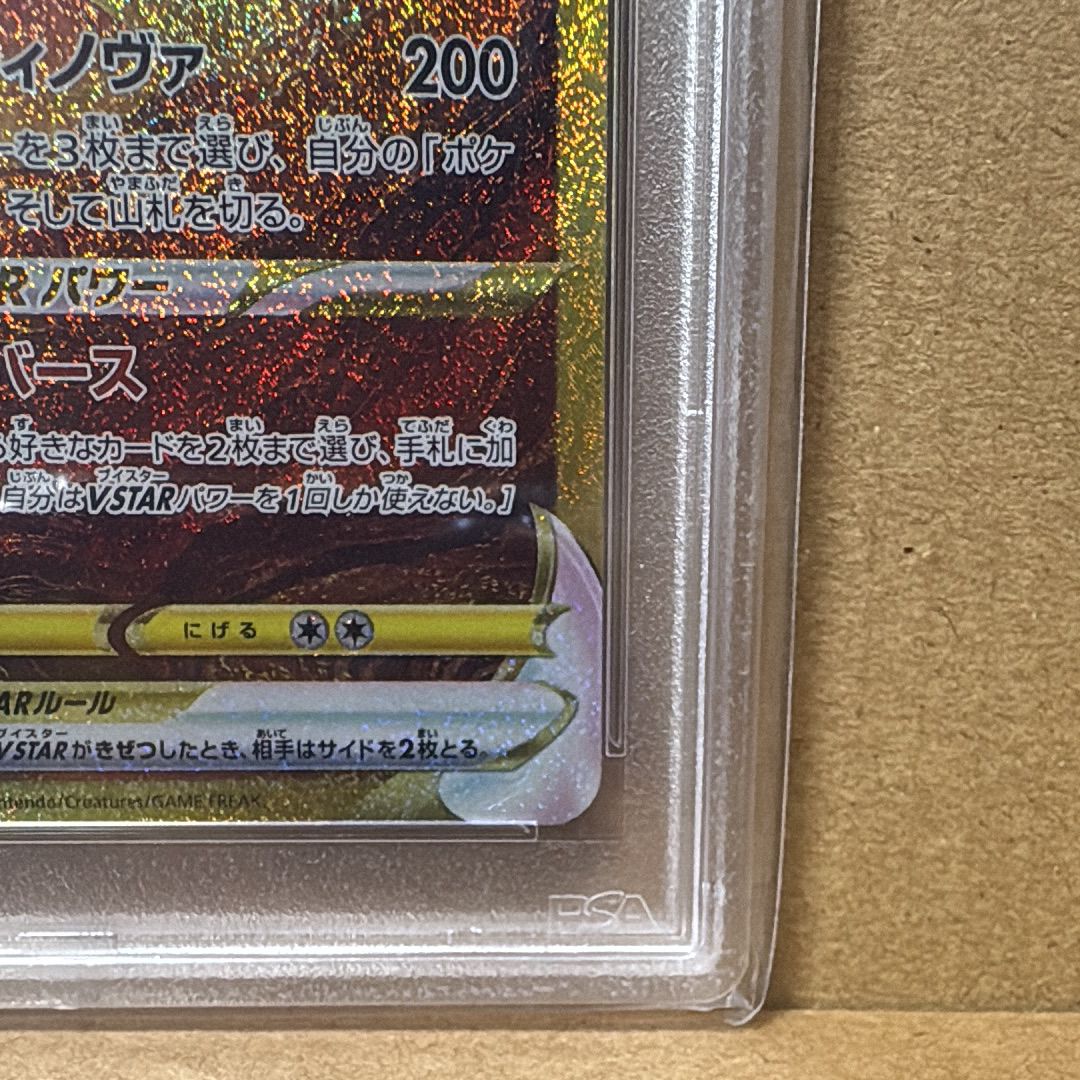 ィノヴァ 200
ーを3枚まで選び、自分の「ポケ
そして山札を切る。
R パワー
バース
好きなカードを2枚まで選び、手札に加
自分はVSTARパワーを1回しか使えない。]
にげる
ARルール
VSTARがきぜつしたとき、相手はサイドを2枚とる。
ntendo/Creatures/GAME FREAK.
PSA